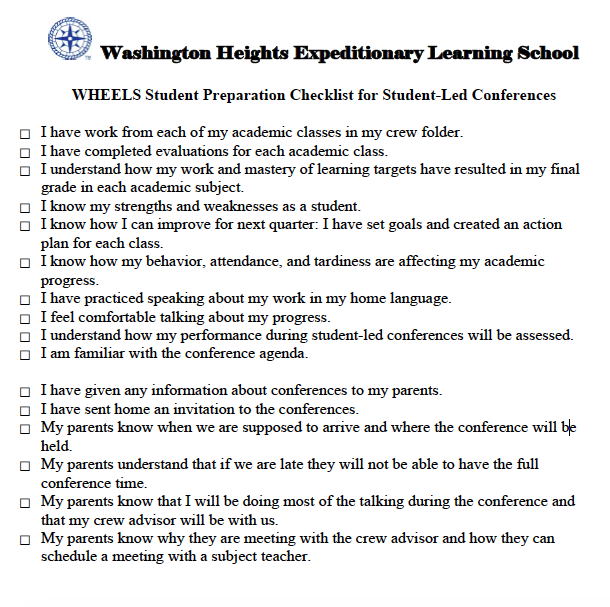 Washington Heights Expeditionary Learning School
WHEELS Student Preparation Checklist for Student-Led Conferences
I have work from each of my academic classes in my crew folder.
I have completed evaluations for each academic class.
I understand how my work and mastery of learning targets have resulted in my final
grade in each academic subject.
I know my strengths and weaknesses as a student.
I know how I can improve for next quarter: I have set goals and created an action
plan for each class.
I know how my behavior, attendance, and tardiness are affecting my academic
progress.
I have practiced speaking about my work in my home language.
I feel comfortable talking about my progress.
I understand how my performance during student-led conferences will be assessed.
I am familiar with the conference agenda.
I have given any information about conferences to my parents.
I have sent home an invitation to the conferences.
My parents know when we are supposed to arrive and where the conference will be
held.
My parents understand that if we are late they will not be able to have the full
conference time.
My parents know that I will be doing most of the talking during the conference and
that my crew advisor will be with us.
My parents know why they are meeting with the crew advisor and how they can
schedule a meeting with a subject teacher.